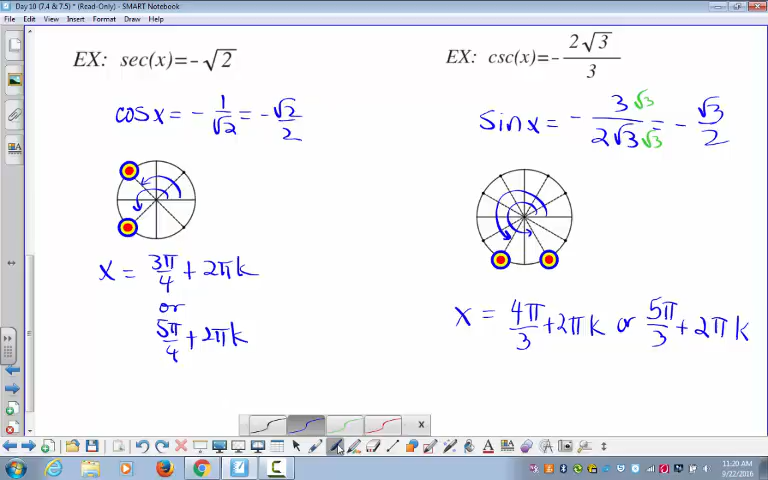 Day 10 (7.4 & 7.5) * (Read-Only) - SMART Notebook
File Edit View Insert Format Draw Help
EX: sec(x)=-√2
cosx = - 1/√2 = - √2/2
x = 3π/4 + 2πk
or
5π/4 + 2πk
EX: csc(x)=- 2√3/3
sinx = - 3√3/2√3√3 = - √3/2
x = 4π/3 + 2πk or 5π/3 + 2πk
x
A
11:20 AM
9/22/2016